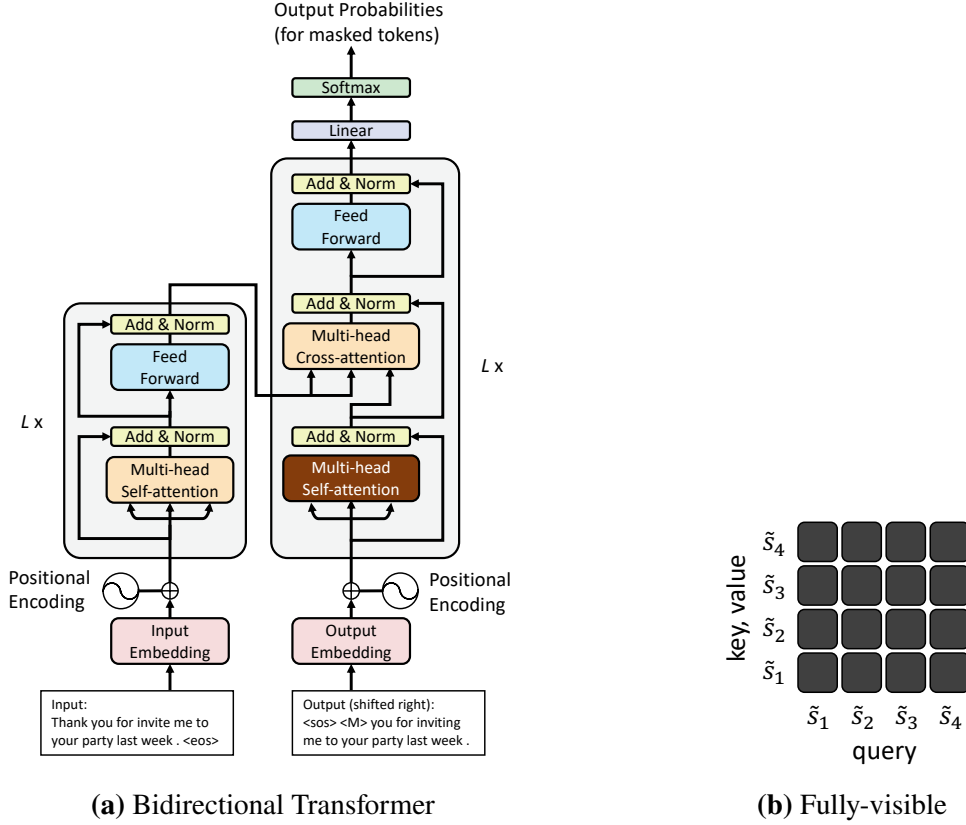 Output Probabilities
(for masked tokens)
Softmax
Linear
Add & Norm
Feed
Forward
Add & Norm
Multi-head
Cross-attention
L x
Add & Norm
Multi-head
Self-attention
Add & Norm
Feed
Forward
L x
Add & Norm
Multi-head
Self-attention
Positional
Encoding
Positional
Encoding
Input
Embedding
Output
Embedding
Input:
Thank you for invite me to
your party last week . <eos>
Output (shifted right):
<sos> <M> you for inviting
me to your party last week .
(a) Bidirectional Transformer
key, value
s̃4
s̃3
s̃2
s̃1
s̃1 s̃2 s̃3 s̃4
query
(b) Fully-visible